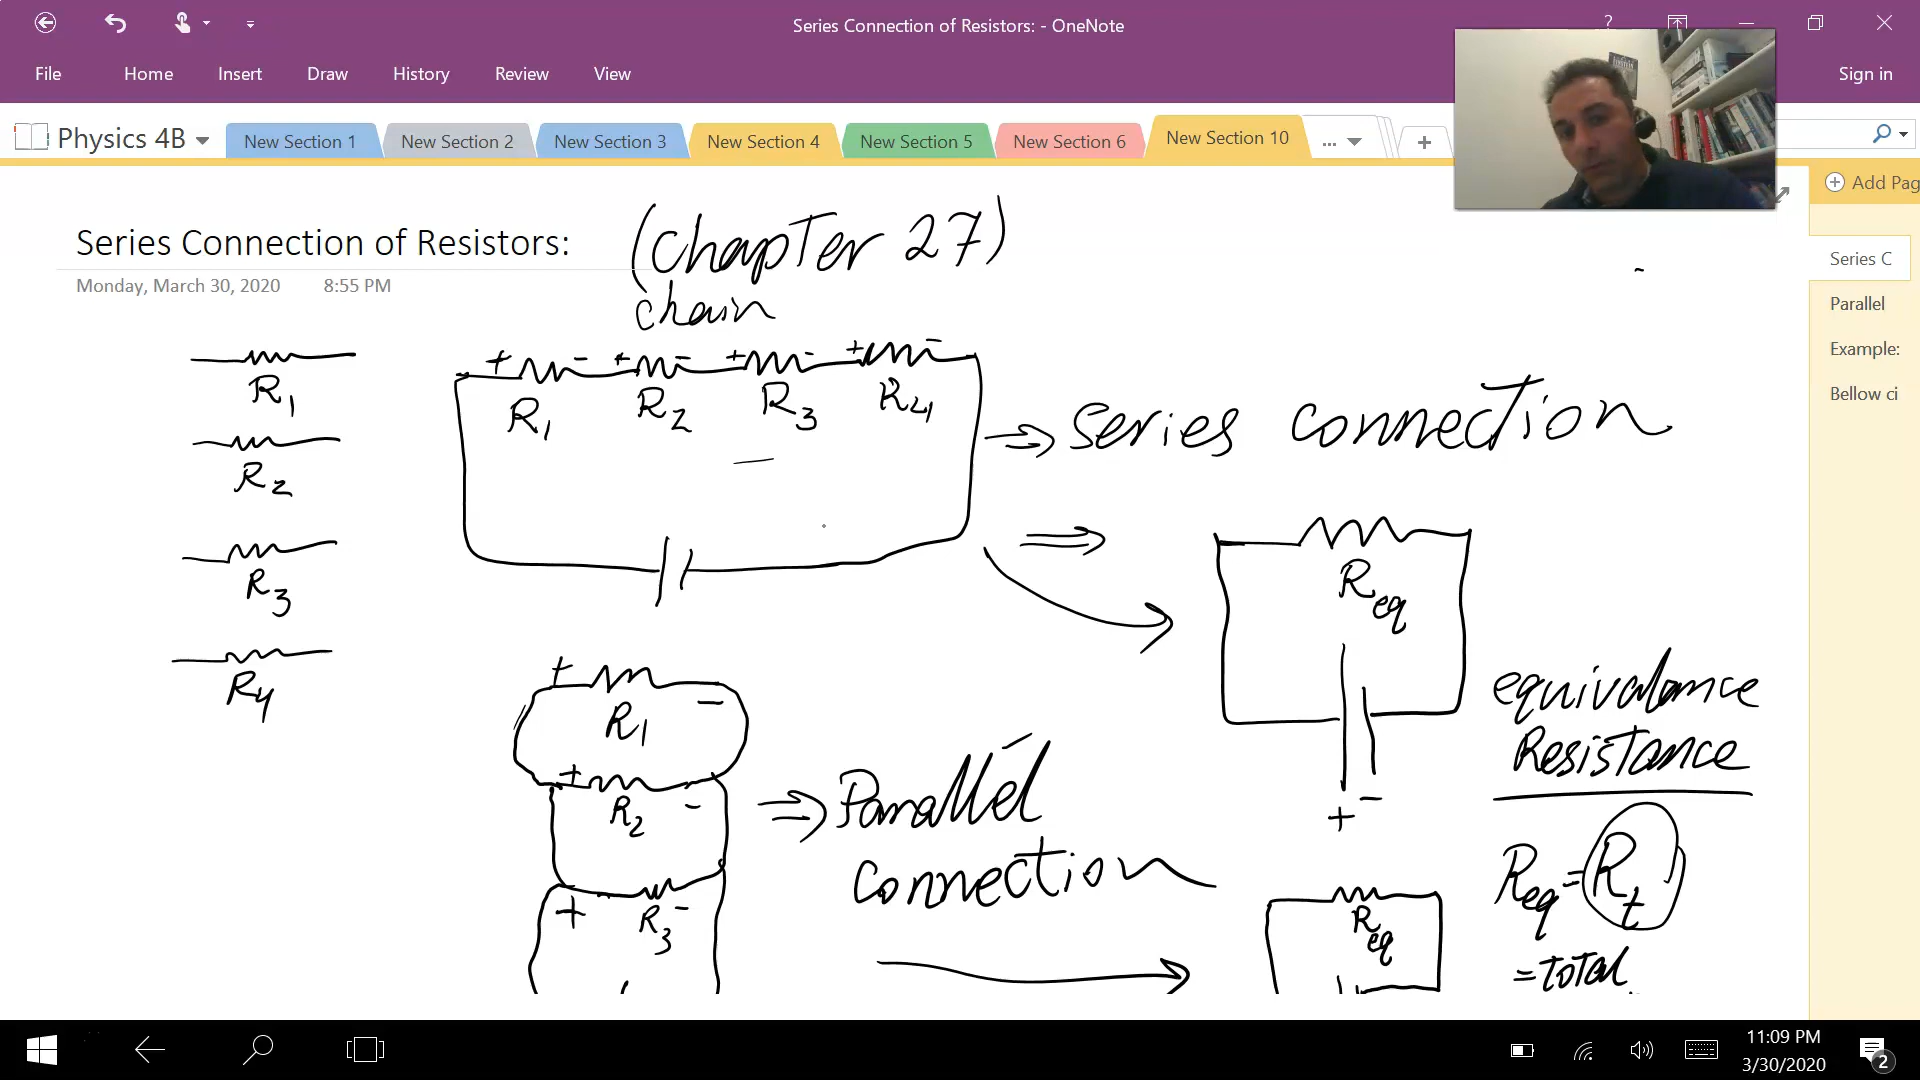 Series Connection of Resistors: - OneNote
?
File Home Insert Draw History Review View Sign in
Physics 4B
New Section 1 New Section 2 New Section 3 New Section 4 New Section 5 New Section 6 New Section 10 ... +
Add Pag
Series C
Parallel
Example:
Bellow ci
Series Connection of Resistors: (Chapter 27)
Monday, March 30, 2020 8:55 PM
chain
R1
R2
R3
R4
+ - + - + - + -
R1 R2 R3 R4
⇒ Series connection
⇒
Req
+ -
equivalance
Resistance
Req = Rt
= Total
+ R1 -
+ R2 -
+ R3 -
⇒ Parallel
connection
Req
11:09 PM
3/30/2020
2